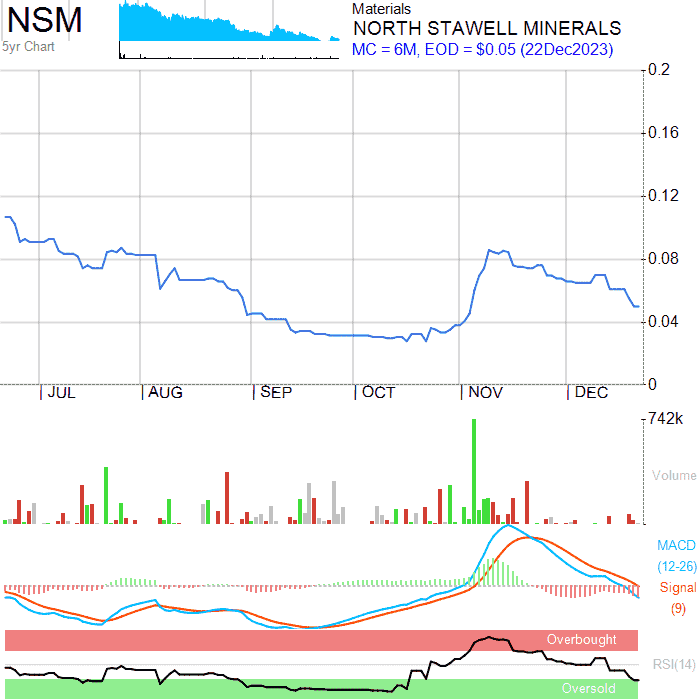 NSM
5yr Chart
Materials
NORTH STAWELL MINERALS
MC = 6M, EOD = $0.05 (22Dec2023)
0.2
0.16
0.12
0.08
0.04
0
JUL AUG SEP OCT NOV DEC
742k
Volume
MACD
(12-26)
Signal
(9)
Overbought
RSI(14)
Oversold